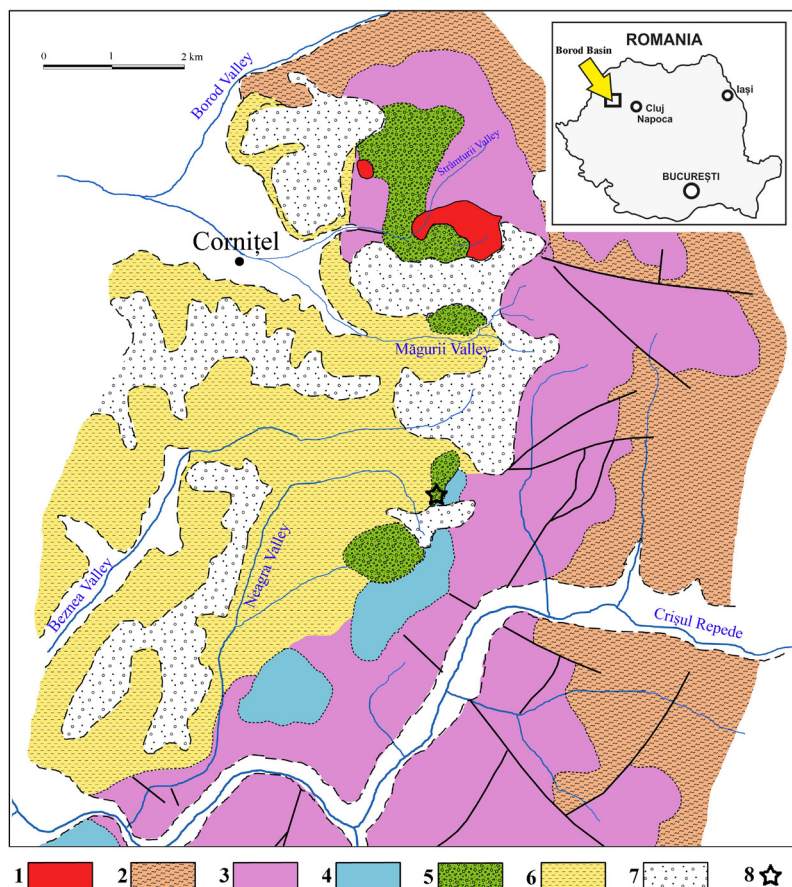 0 1 2 km
Borod Valley
ROMANIA
Borod Basin
Iași
Cluj
Napoca
BUCUREȘTI
Strâmturii Valley
Cornițel
Măgurii Valley
Beznea Valley
Neagra Valley
Crișul Repede
1 2 3 4 5 6 7 8